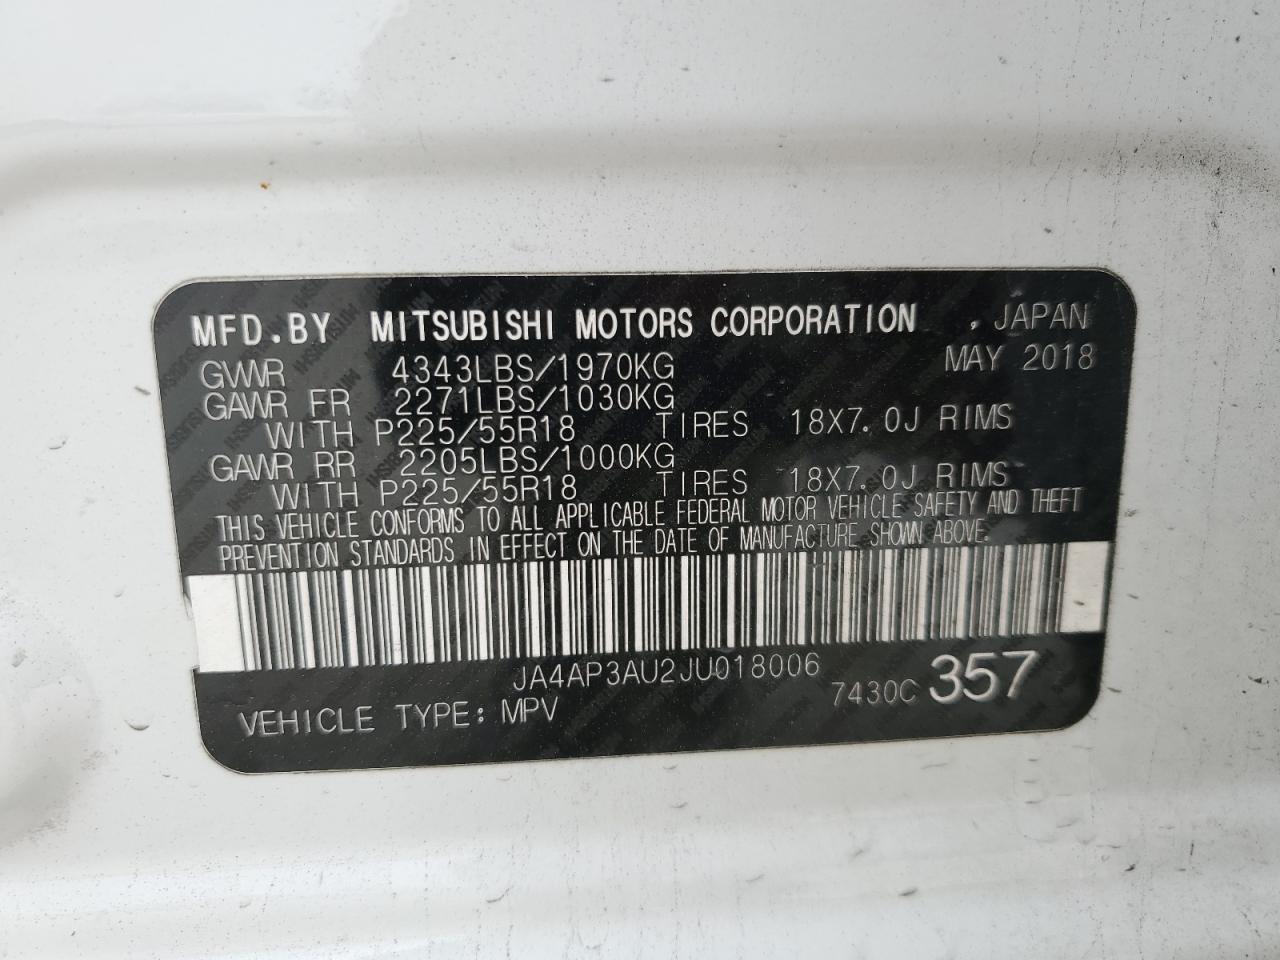 MFD.BY MITSUBISHI MOTORS CORPORATION , JAPAN
GVWR 4343LBS/1970KG MAY 2018
GAWR FR 2271LBS/1030KG
WITH P225/55R18 TIRES 18X7.0J RIMS
GAWR RR 2205LBS/1000KG
WITH P225/55R18 TIRES 18X7.0J RIMS
THIS VEHICLE CONFORMS TO ALL APPLICABLE FEDERAL MOTOR VEHICLE SAFETY AND THEFT
PREVENTION STANDARDS IN EFFECT ON THE DATE OF MANUFACTURE SHOWN ABOVE.
JA4AP3AU2JU018006
VEHICLE TYPE: MPV 7430C 357